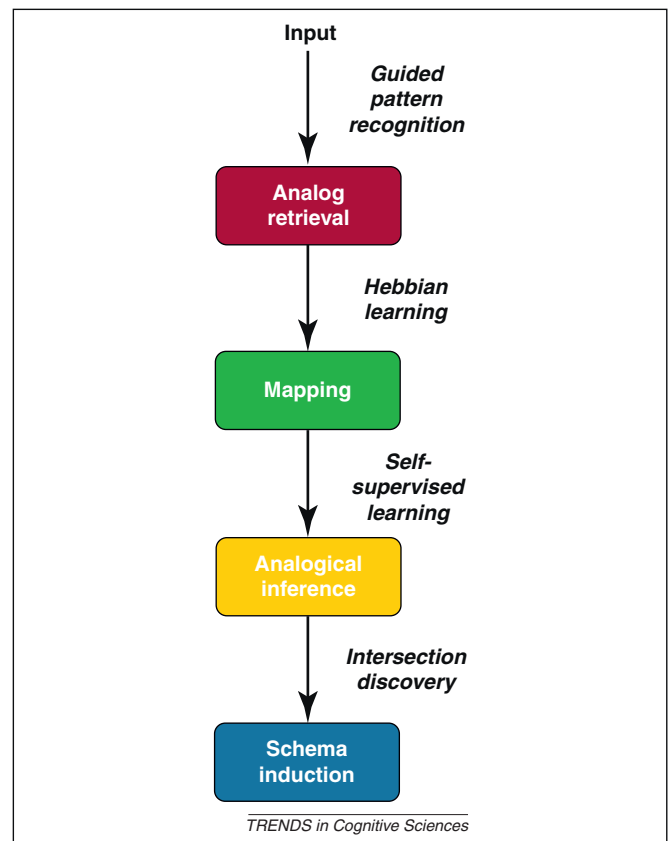 Input
Guided
pattern
recognition
Analog
retrieval
Hebbian
learning
Mapping
Self-
supervised
learning
Analogical
inference
Intersection
discovery
Schema
induction
TRENDS in Cognitive Sciences